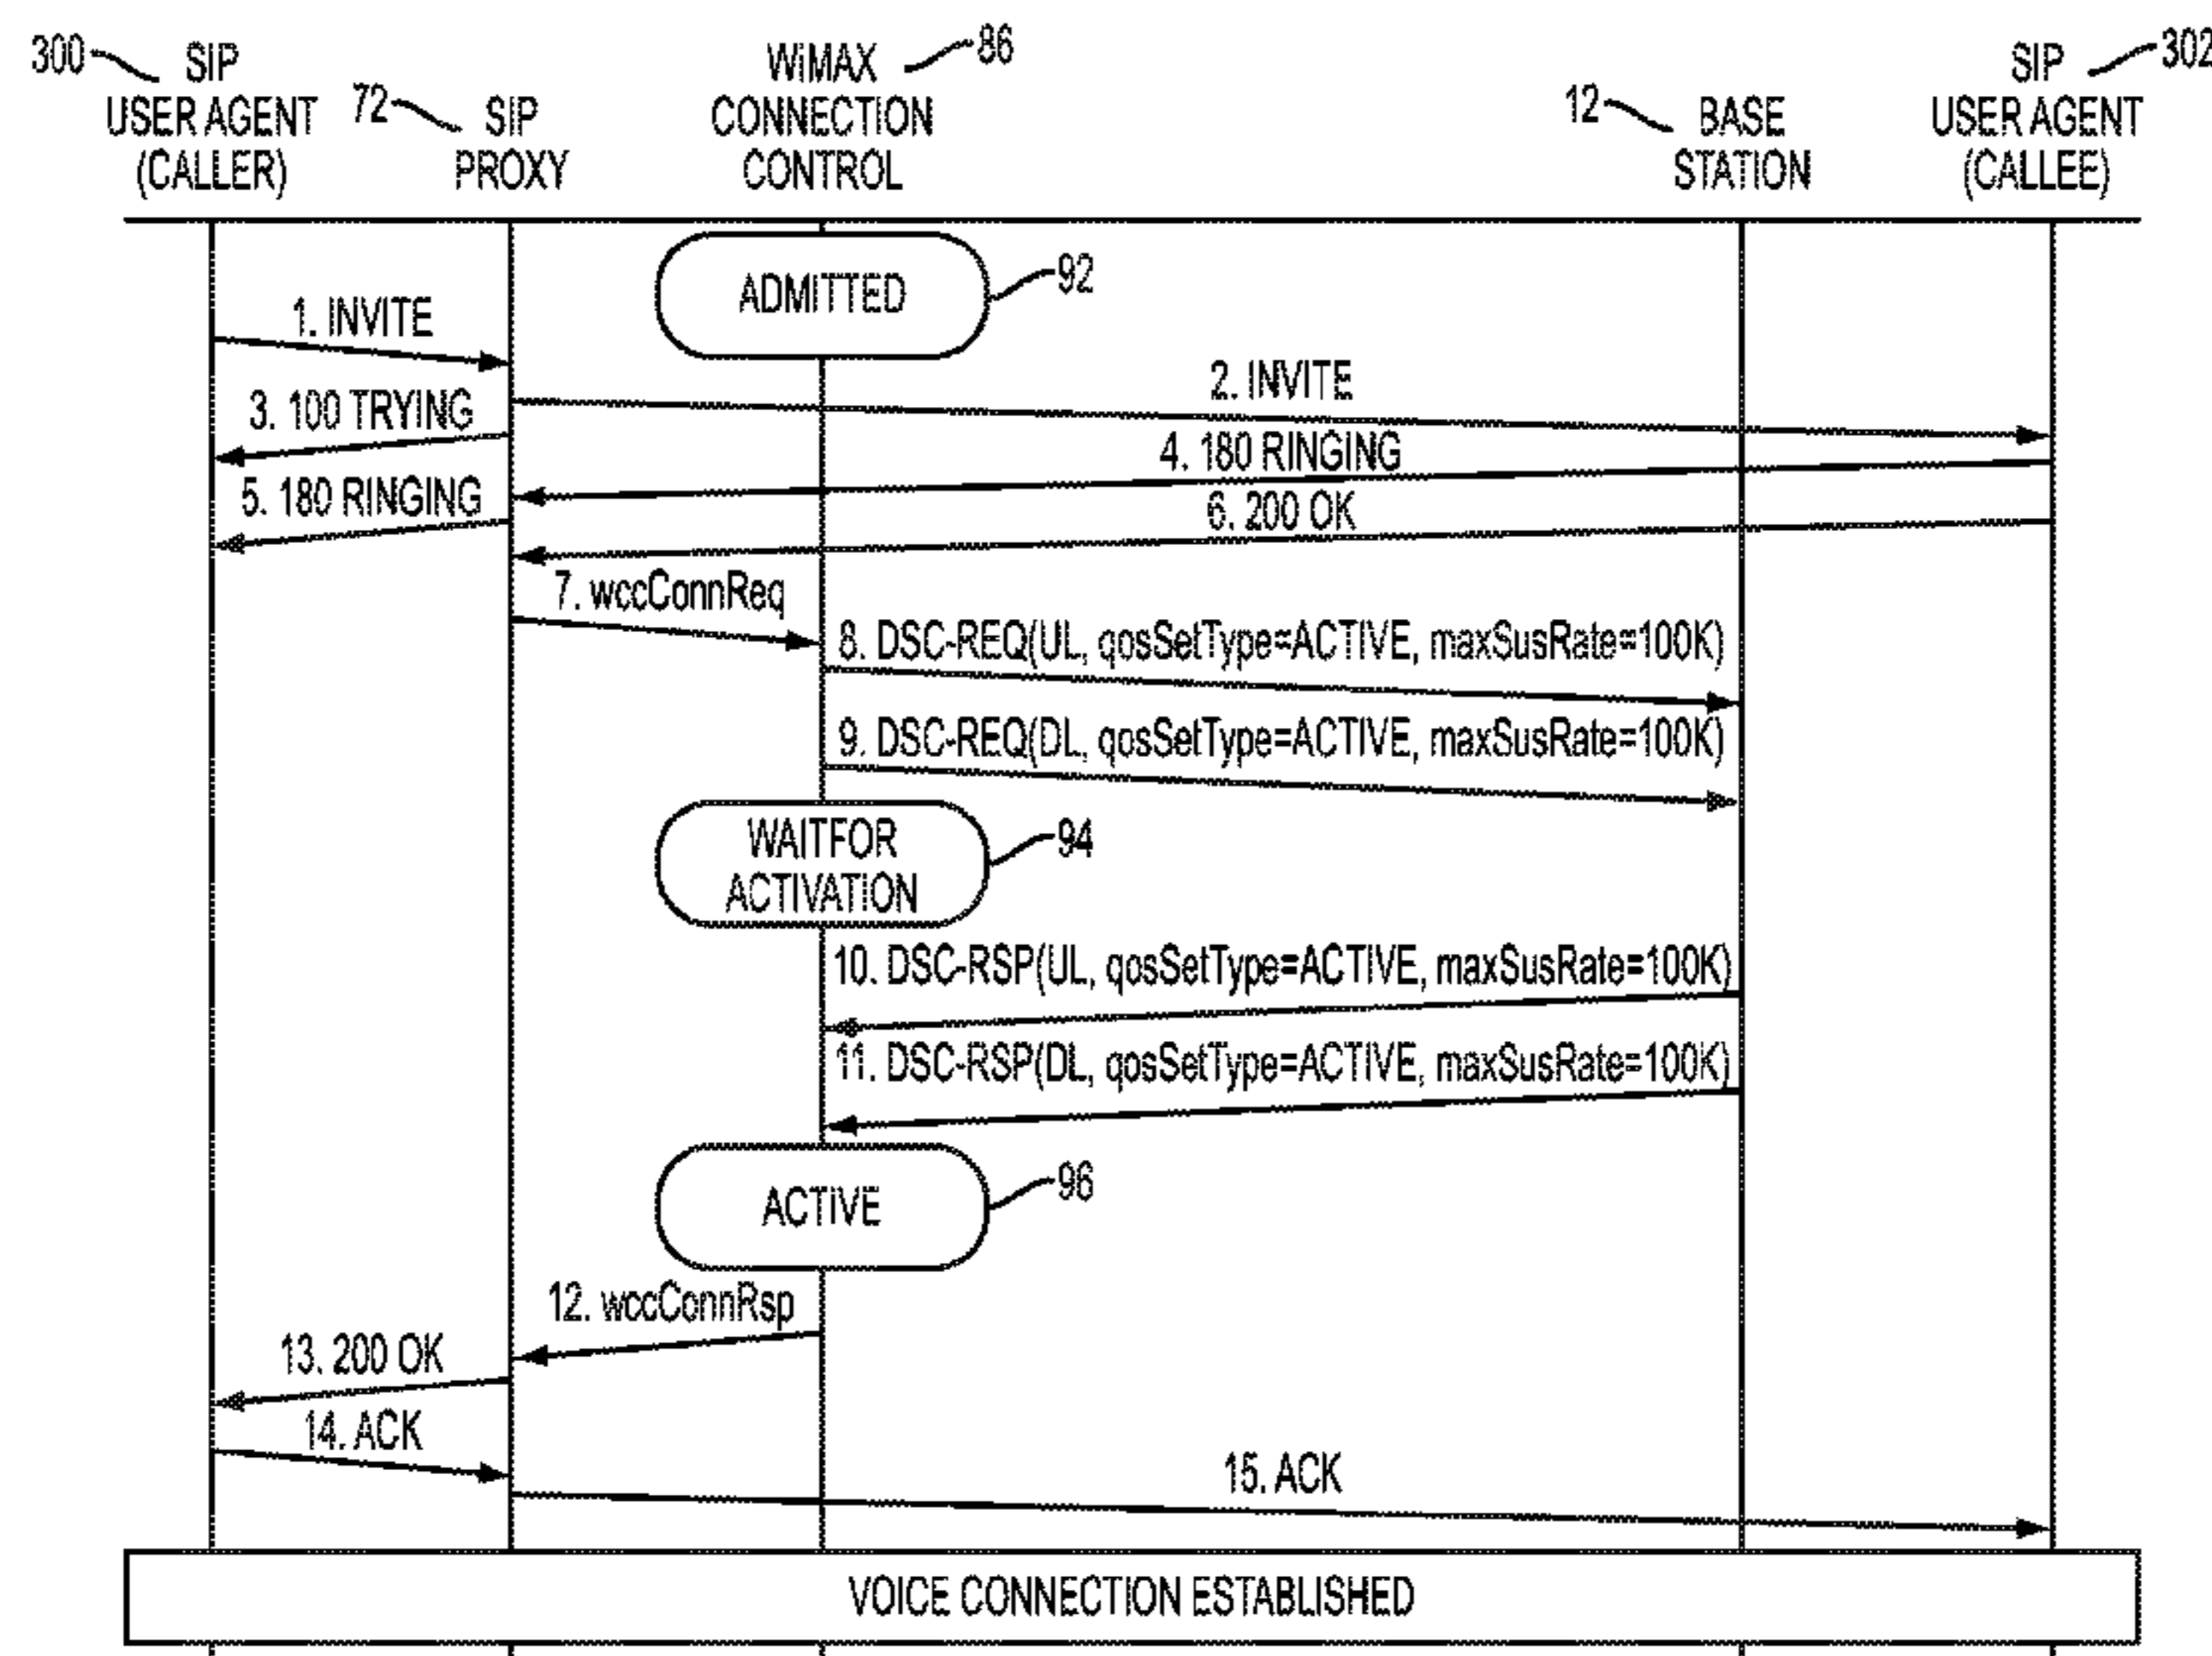 300
SIP
USER AGENT
(CALLER)
72
SIP
PROXY
WiMAX
CONNECTION
CONTROL
86
12
BASE
STATION
SIP
USER AGENT
(CALLEE)
302
ADMITTED
92
1. INVITE
2. INVITE
3. 100 TRYING
4. 180 RINGING
5. 180 RINGING
6. 200 OK
7. wccConnReq
8. DSC-REQ(UL, qosSetType=ACTIVE, maxSusRate=100K)
9. DSC-REQ(DL, qosSetType=ACTIVE, maxSusRate=100K)
WAITFOR
ACTIVATION
94
10. DSC-RSP(UL, qosSetType=ACTIVE, maxSusRate=100K)
11. DSC-RSP(DL, qosSetType=ACTIVE, maxSusRate=100K)
ACTIVE
96
12. wccConnRsp
13. 200 OK
14. ACK
15. ACK
VOICE CONNECTION ESTABLISHED